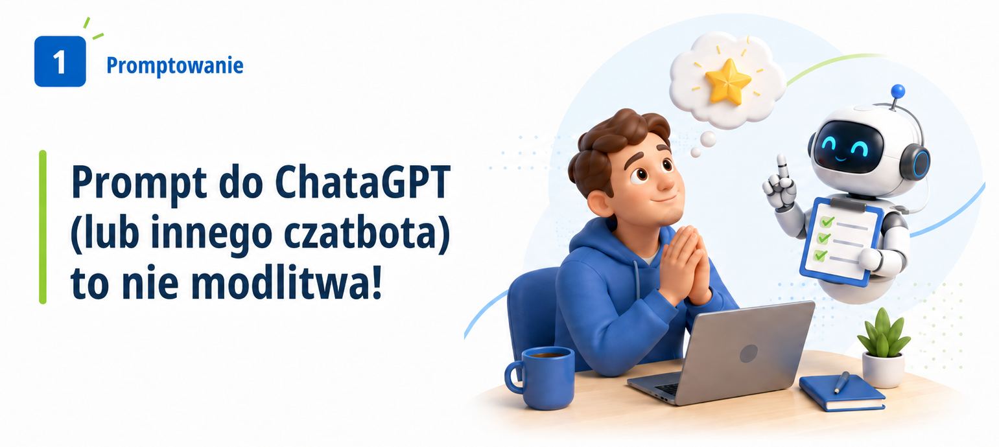 1
Promptowanie
Prompt do ChataGPT
(lub innego czatbota)
to nie modlitwa!